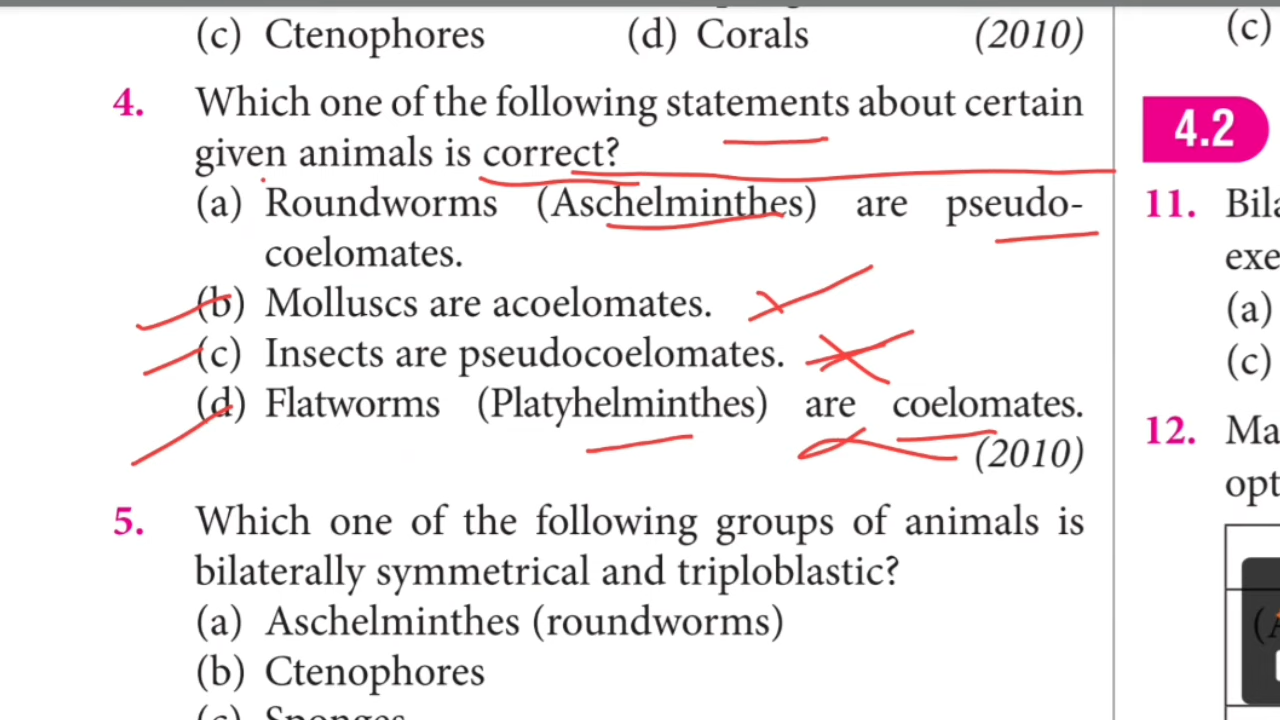 (c) Ctenophores (d) Corals (2010)
4. Which one of the following statements about certain
given animals is correct?
(a) Roundworms (Aschelminthes) are pseudo-
coelomates.
(b) Molluscs are acoelomates.
(c) Insects are pseudocoelomates.
(d) Flatworms (Platyhelminthes) are coelomates.
(2010)
5. Which one of the following groups of animals is
bilaterally symmetrical and triploblastic?
(a) Aschelminthes (roundworms)
(b) Ctenophores
(c) Sponges
(c)
4.2
11.
exe
(a)
(c)
12. Ma
opt